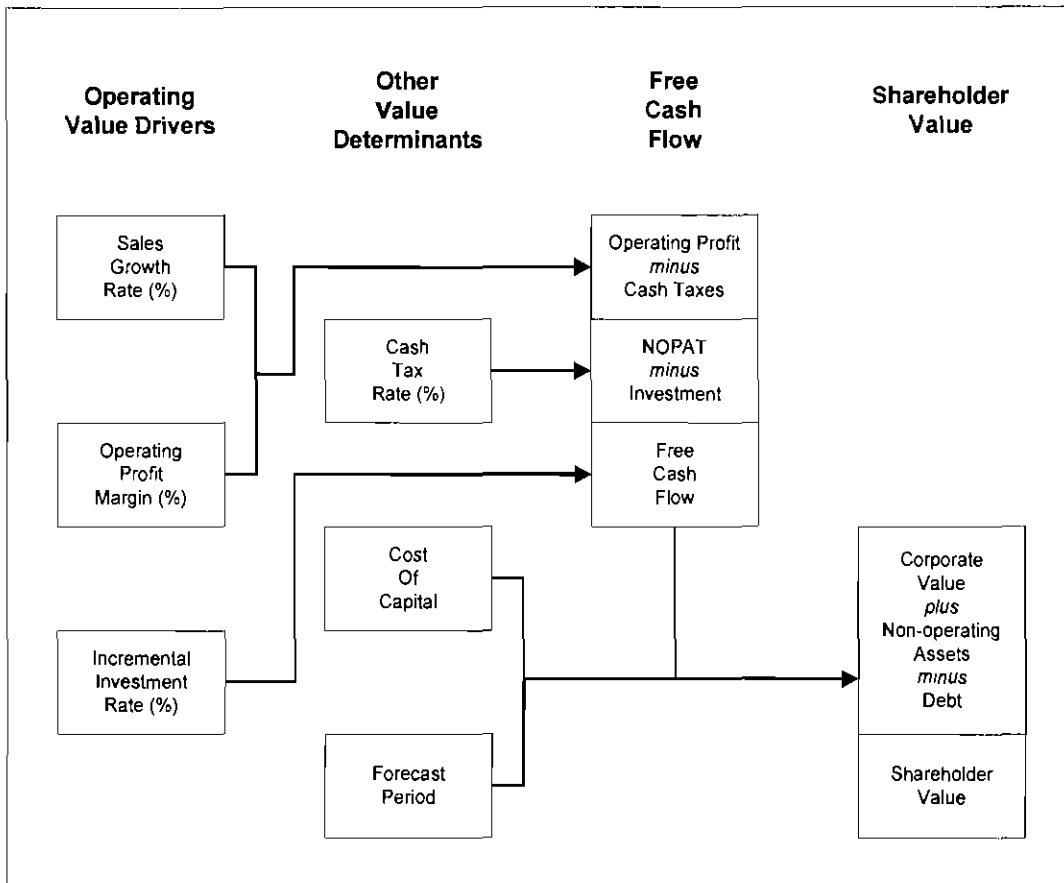 Operating
Value Drivers
Other
Value
Determinants
Free
Cash
Flow
Shareholder
Value
Sales
Growth
Rate (%)
Operating
Profit
Margin (%)
Incremental
Investment
Rate (%)
Cash
Tax
Rate (%)
Cost
Of
Capital
Forecast
Period
Operating Profit
minus
Cash Taxes
NOPAT
minus
Investment
Free
Cash
Flow
Corporate
Value
plus
Non-operating
Assets
minus
Debt
Shareholder
Value